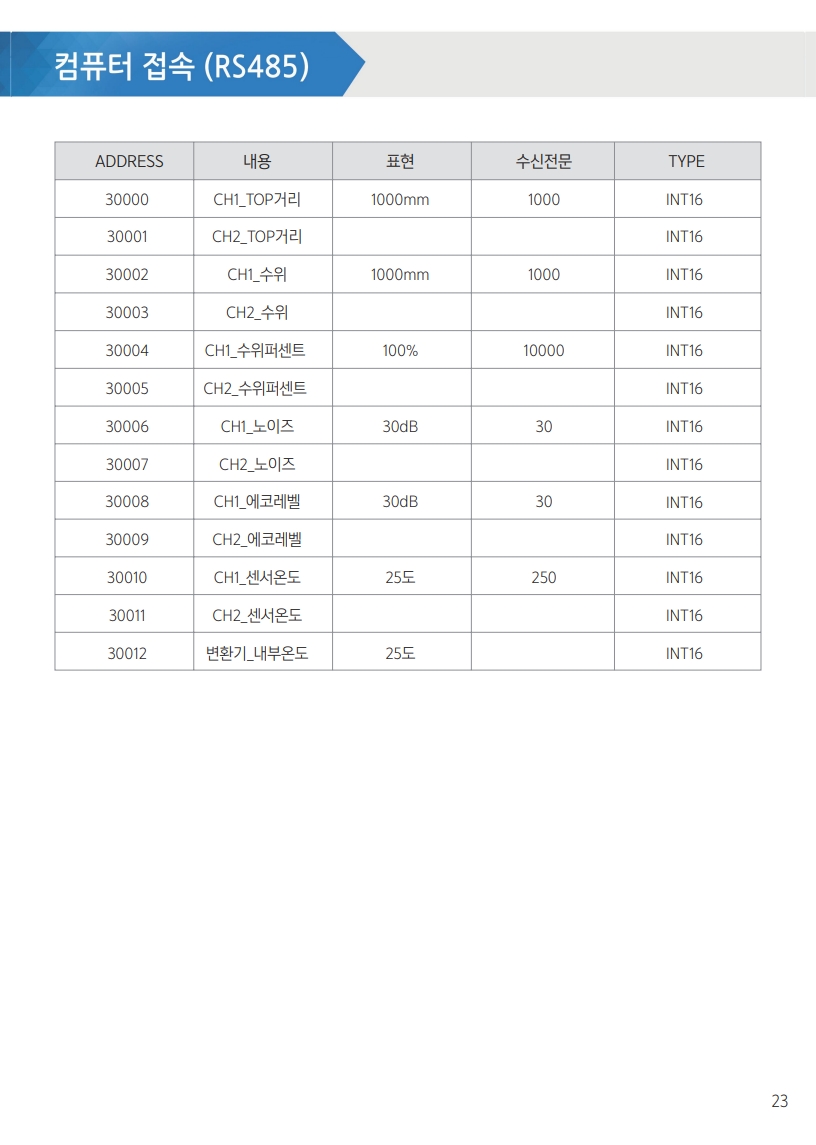 컴퓨터 접속 (RS485)
ADDRESS 내용 표현 수신전문 TYPE
30000 CH1_TOP거리 1000mm 1000 INT16
30001 CH2_TOP거리 INT16
30002 CH1_수위 1000mm 1000 INT16
30003 CH2_수위 INT16
30004 CH1_수위퍼센트 100% 10000 INT16
30005 CH2_수위퍼센트 INT16
30006 CH1_노이즈 30dB 30 INT16
30007 CH2_노이즈 INT16
30008 CH1_에코레벨 30dB 30 INT16
30009 CH2_에코레벨 INT16
30010 CH1_센서온도 25도 250 INT16
30011 CH2_센서온도 INT16
30012 변환기_내부온도 25도 INT16
23